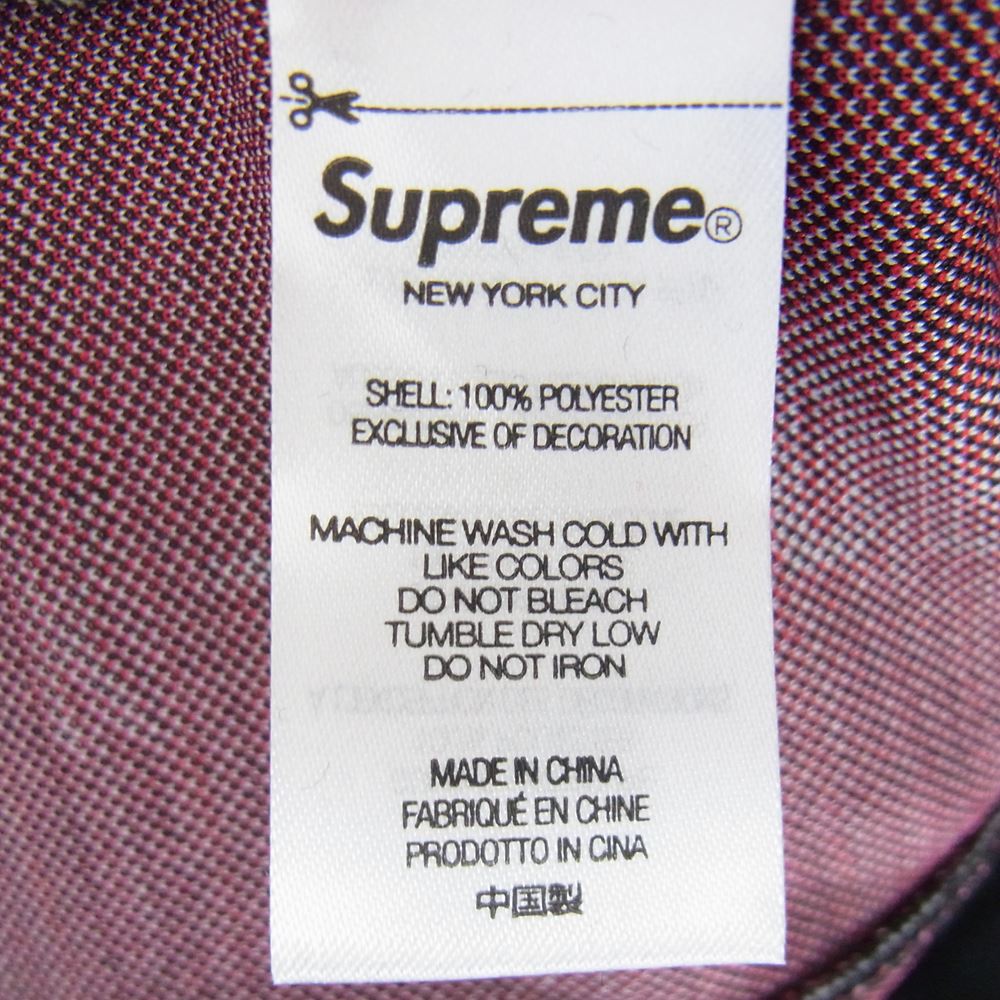 Supreme®
NEW YORK CITY
SHELL: 100% POLYESTER
EXCLUSIVE OF DECORATION
MACHINE WASH COLD WITH
LIKE COLORS
DO NOT BLEACH
TUMBLE DRY LOW
DO NOT IRON
MADE IN CHINA
FABRIQUÉ EN CHINE
PRODOTTO IN CINA
中国製